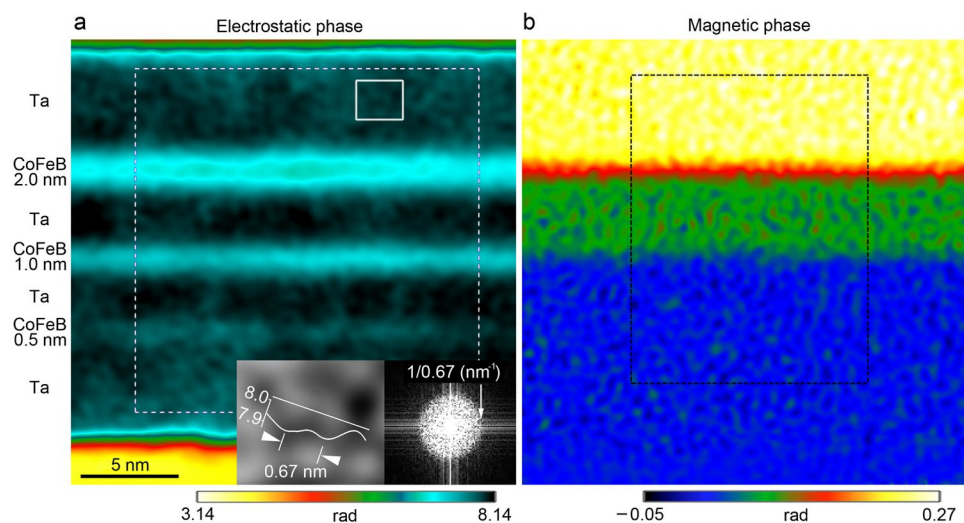 a
Electrostatic phase
b
Magnetic phase
Ta
CoFeB
2.0 nm
Ta
CoFeB
1.0 nm
Ta
CoFeB
0.5 nm
Ta
8.0
7.9
0.67 nm
1/0.67 (nm⁻¹)
5 nm
3.14
rad
8.14
−0.05
rad
0.27